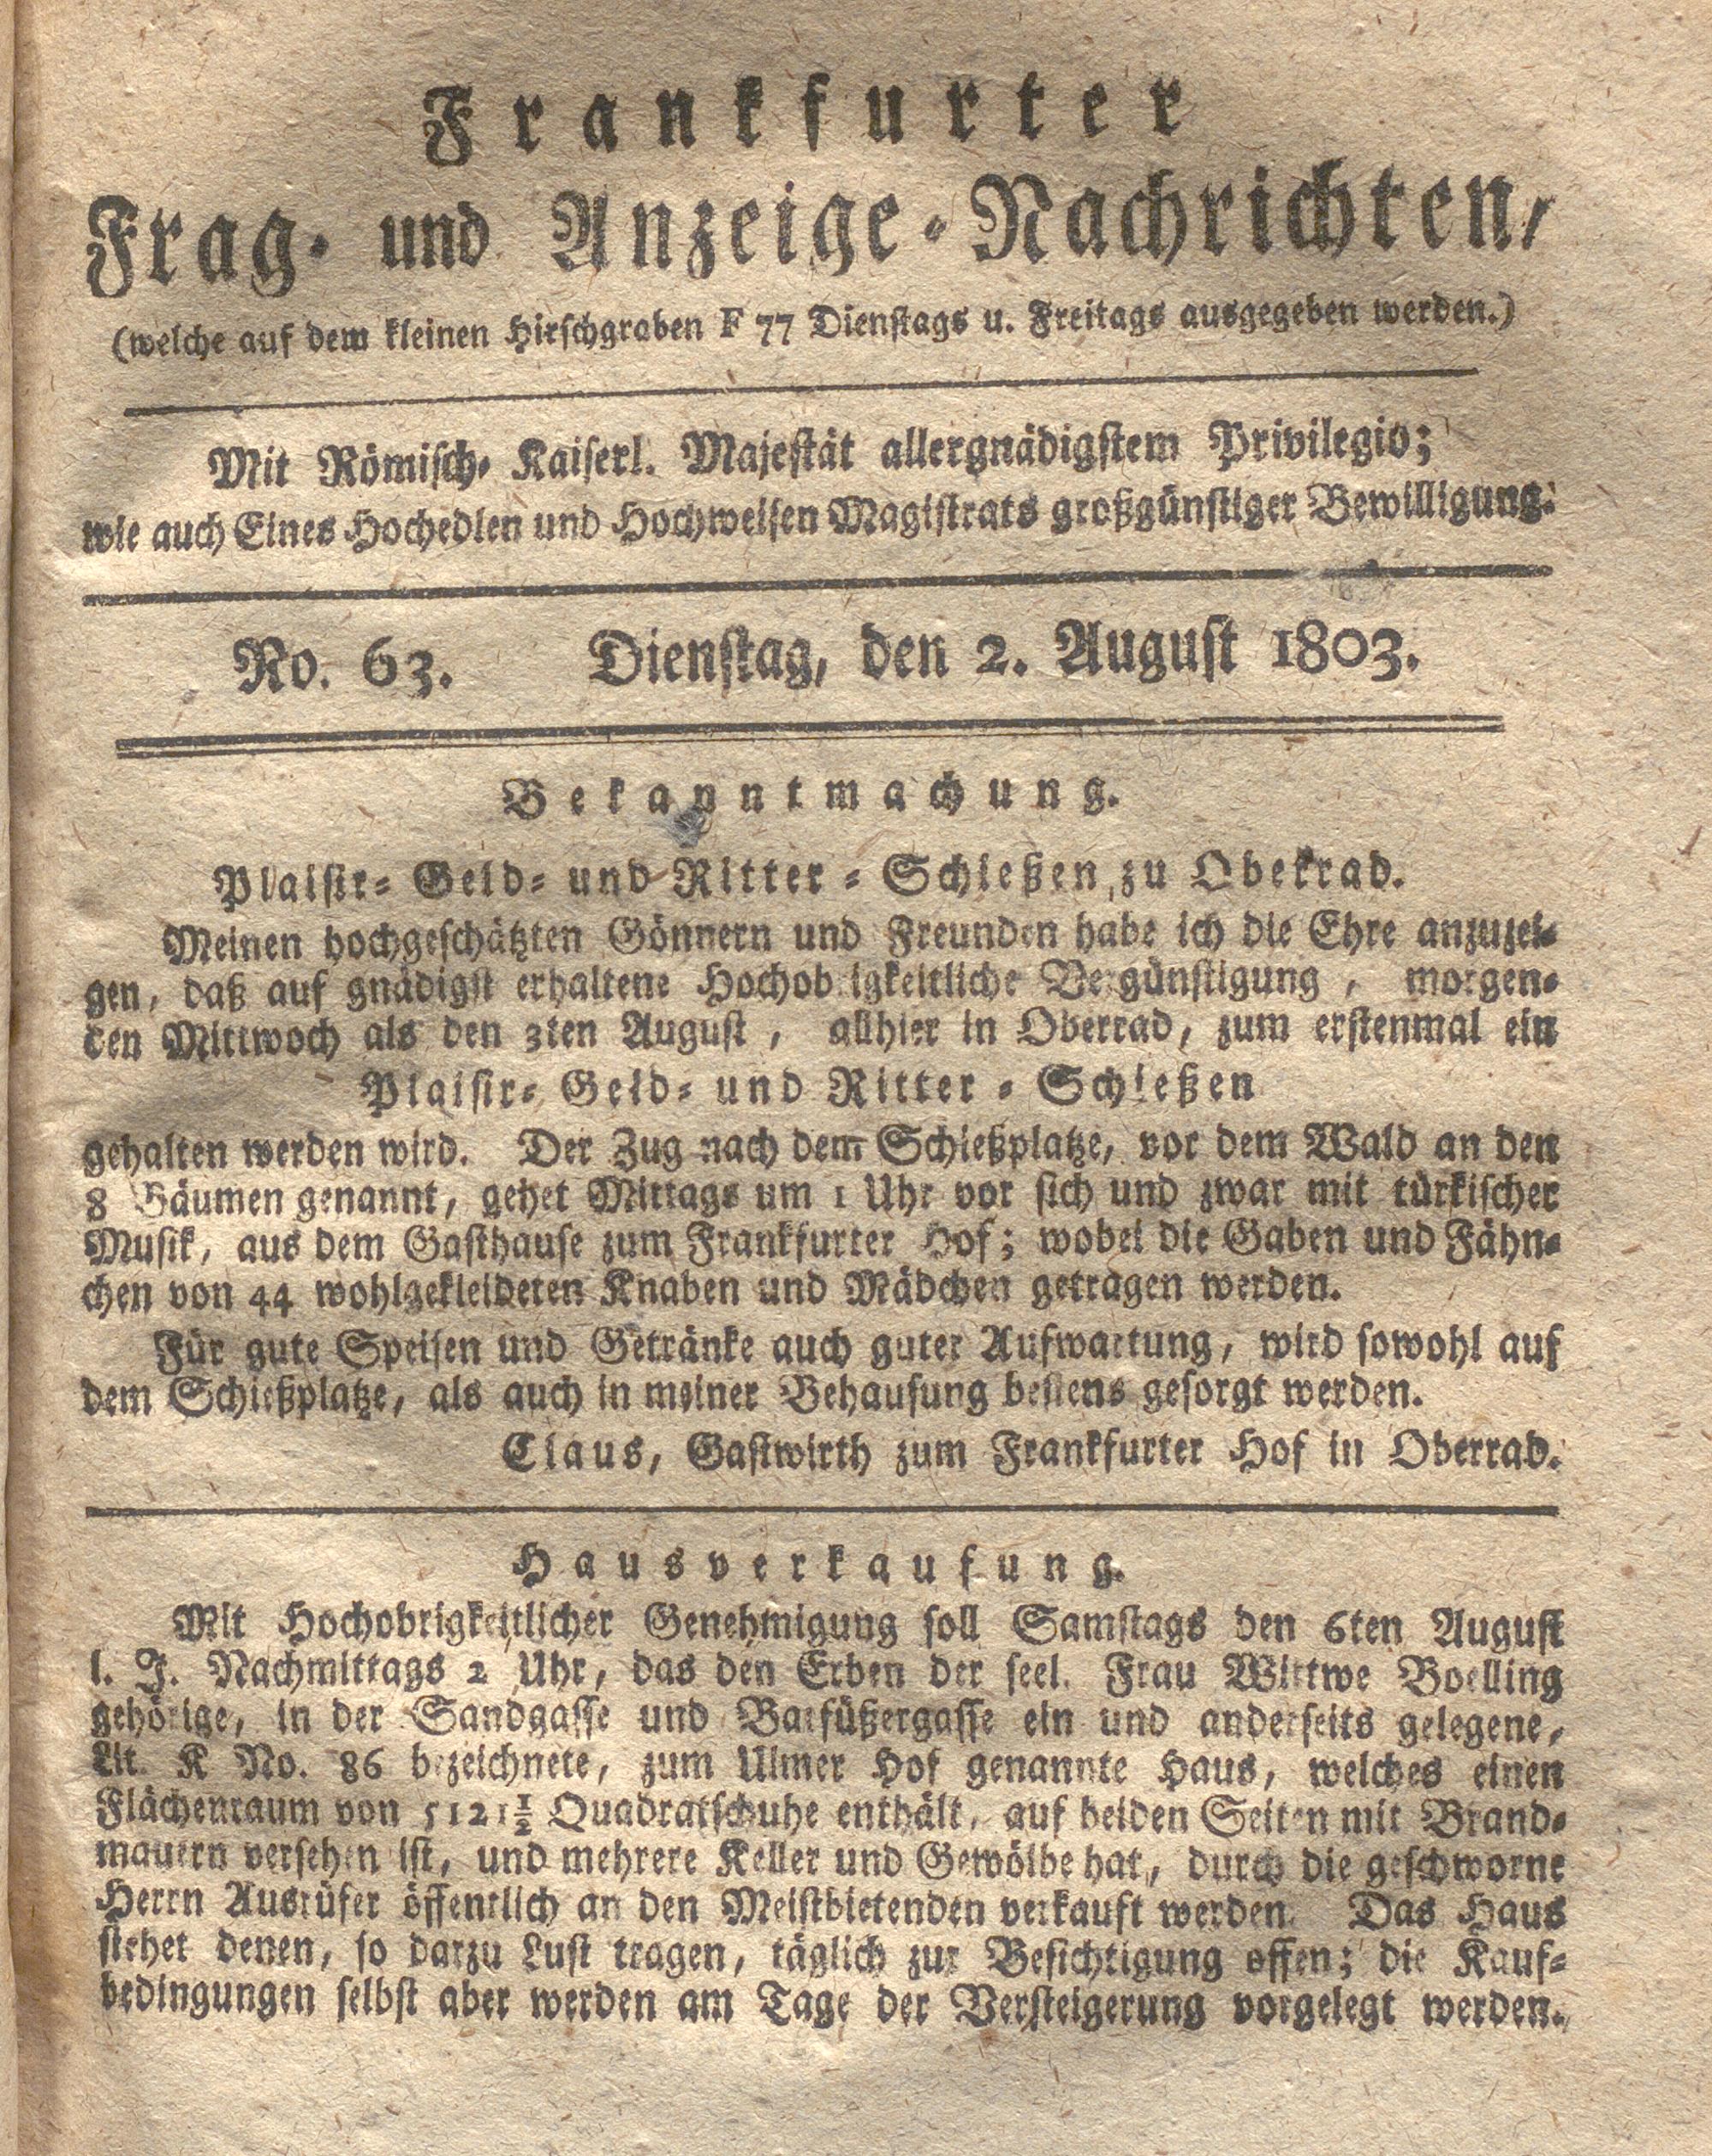 Frankfurter
Frag- und Anzeige-Nachrichten,
(welche auf dem kleinen Hirschgraben F 77 Dienstags u. Freitags ausgegeben werden.)
Mit Römisch- Kaiserl. Majestät allergnädigstem Privilegio;
wie auch Eines Hochedlen und Hochweisen Magistrats großgünstiger Bewilligung.
No. 63. Dienstag, den 2. August 1803.
Bekanntmachung.
Plaisir- Geld- und Ritter-Schießen zu Oberrad.
Meinen hochgeschätzten Gönnern und Freunden habe ich die Ehre anzuzei-
gen, daß auf gnädigst erhaltene Hochobrigkeitliche Vergünstigung, morgen-
den Mittwoch als den 3ten August, allhier in Oberrad, zum erstenmal ein
Plaisir- Geld- und Ritter-Schießen
gehalten werden wird. Der Zug nach dem Schießplatze, vor dem Wald an den
8 Bäumen genannt, gehet Mittags um 1 Uhr vor sich und zwar mit türkischer
Musik, aus dem Gasthause zum Frankfurter Hof; wobei die Gaben und Fähn-
chen von 44 wohlgekleideten Knaben und Mädchen getragen werden.
Für gute Speisen und Getränke auch guter Aufwartung, wird sowohl auf
dem Schießplatze, als auch in meiner Behausung bestens gesorgt werden.
Claus, Gastwirth zum Frankfurter Hof in Oberrad.
Hausverkaufung.
Mit Hochobrigkeitlicher Genehmigung soll Samstags den 6ten August
l. J. Nachmittags 2 Uhr, das den Erben der seel. Frau Wittwe Boelling
gehörige, in der Sandgasse und Barfüßergasse ein und anderseits gelegene,
Lit. K No. 86 bezeichnete, zum Ulmer Hof genannte Haus, welches einen
Flächenraum von 5121½ Quadratschuhe enthält, auf beiden Seiten mit Brand-
mauern versehen ist, und mehrere Keller und Gewölbe hat, durch die geschworne
Herrn Ausrüfer öffentlich an den Meistbietenden verkauft werden. Das Haus
stehet denen, so darzu Lust tragen, täglich zur Besichtigung offen; die Kauf-
bedingungen selbst aber werden am Tage der Versteigerung vorgelegt werden.